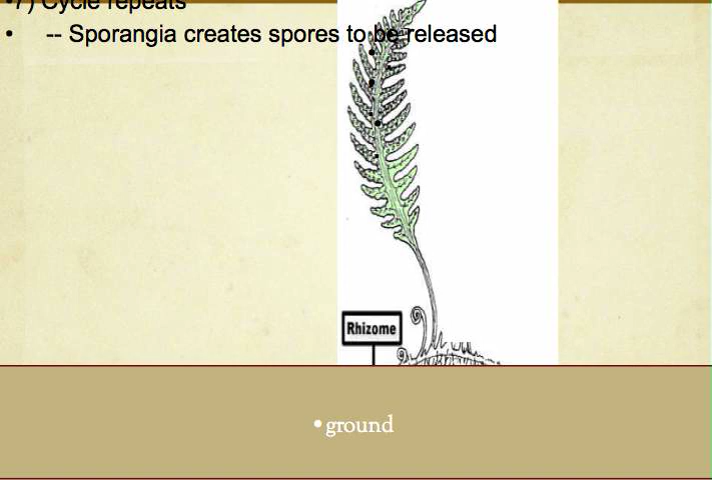 •7) Cycle repeats
• -- Sporangia creates spores to be released
Rhizome
•ground